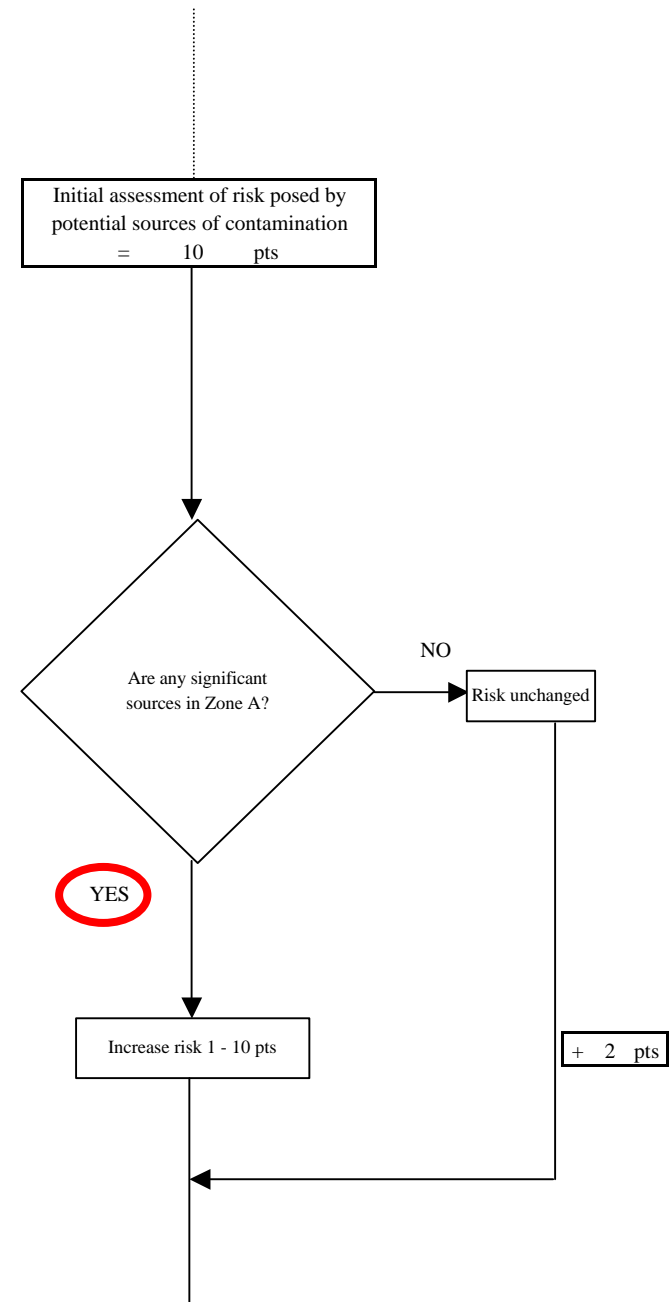 Initial assessment of risk posed by
potential sources of contamination
= 10 pts
Are any significant
sources in Zone A?
NO
Risk unchanged
YES
Increase risk 1 - 10 pts
+ 2 pts